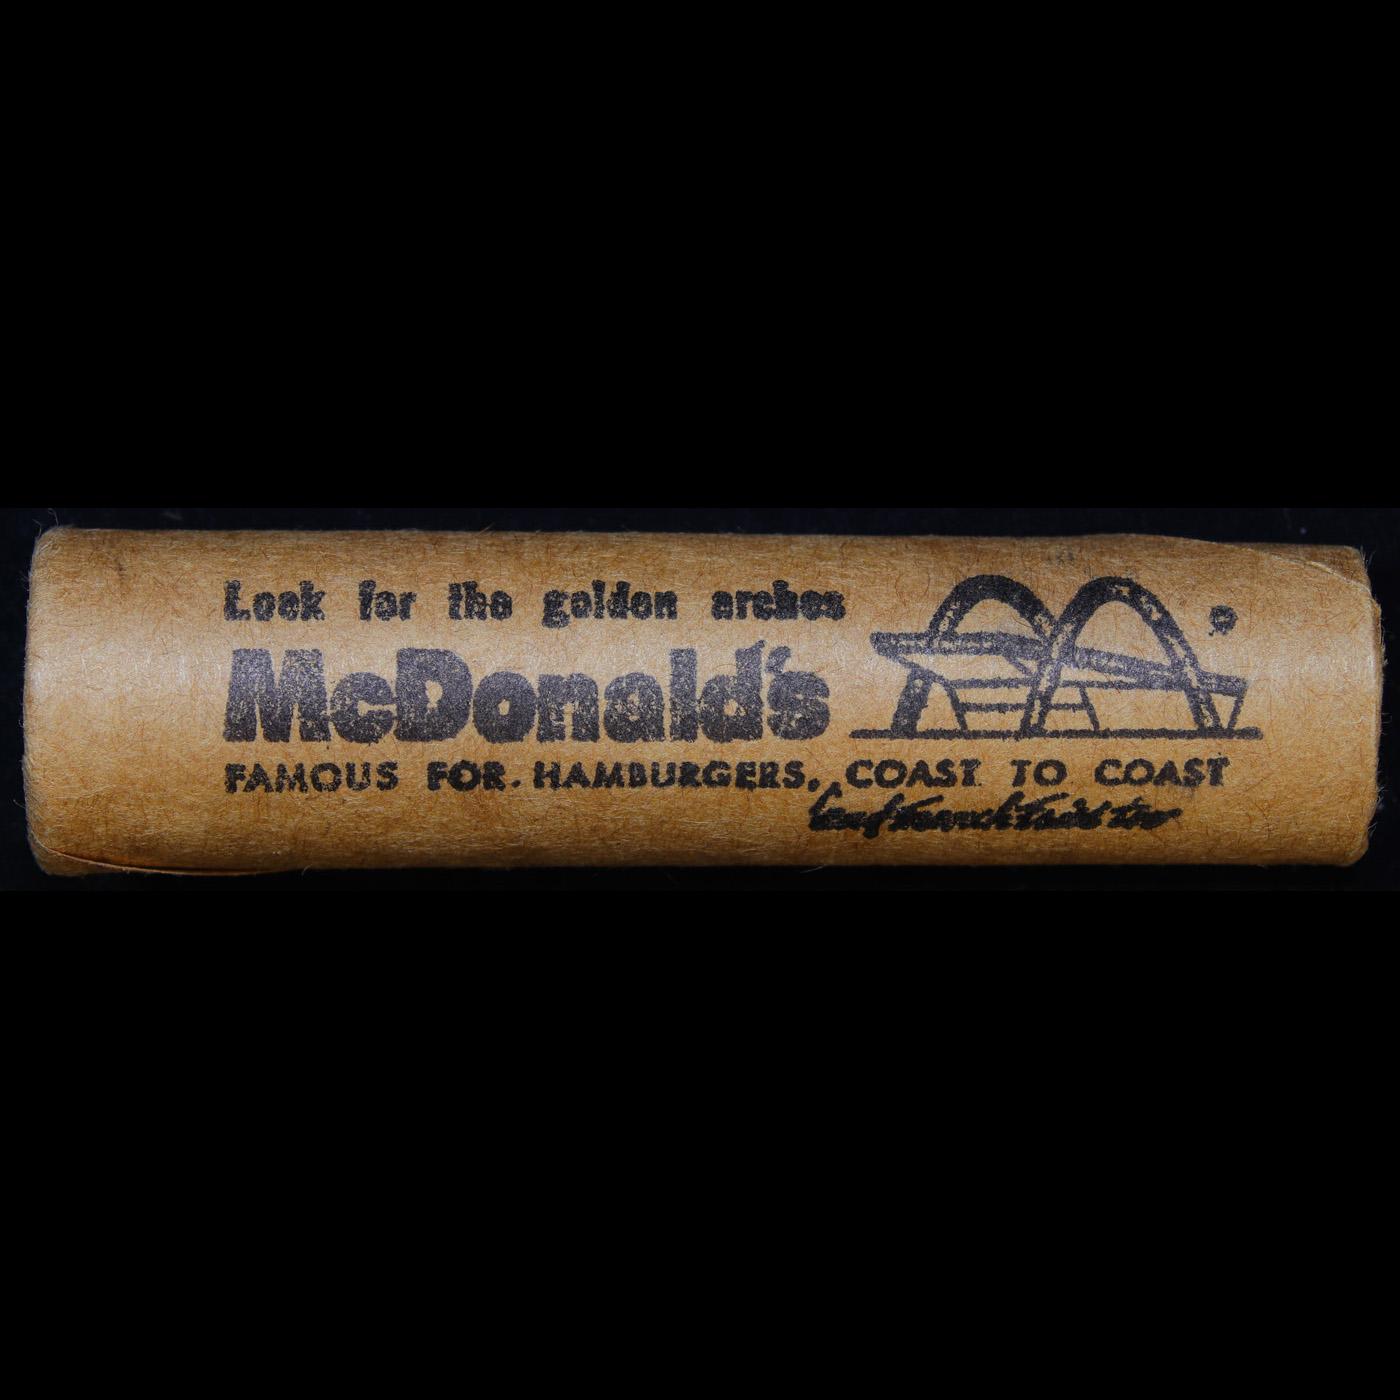 Look for the golden arches
McDonald's
FAMOUS FOR HAMBURGERS, COAST TO COAST